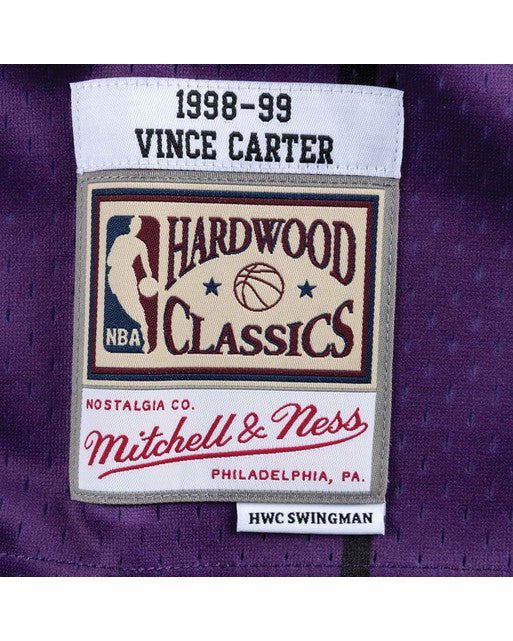 1998-99
VINCE CARTER
HARDWOOD
NBA
CLASSICS
NOSTALGIA CO.
Mitchell & Ness
PHILADELPHIA, PA.
HWC SWINGMAN